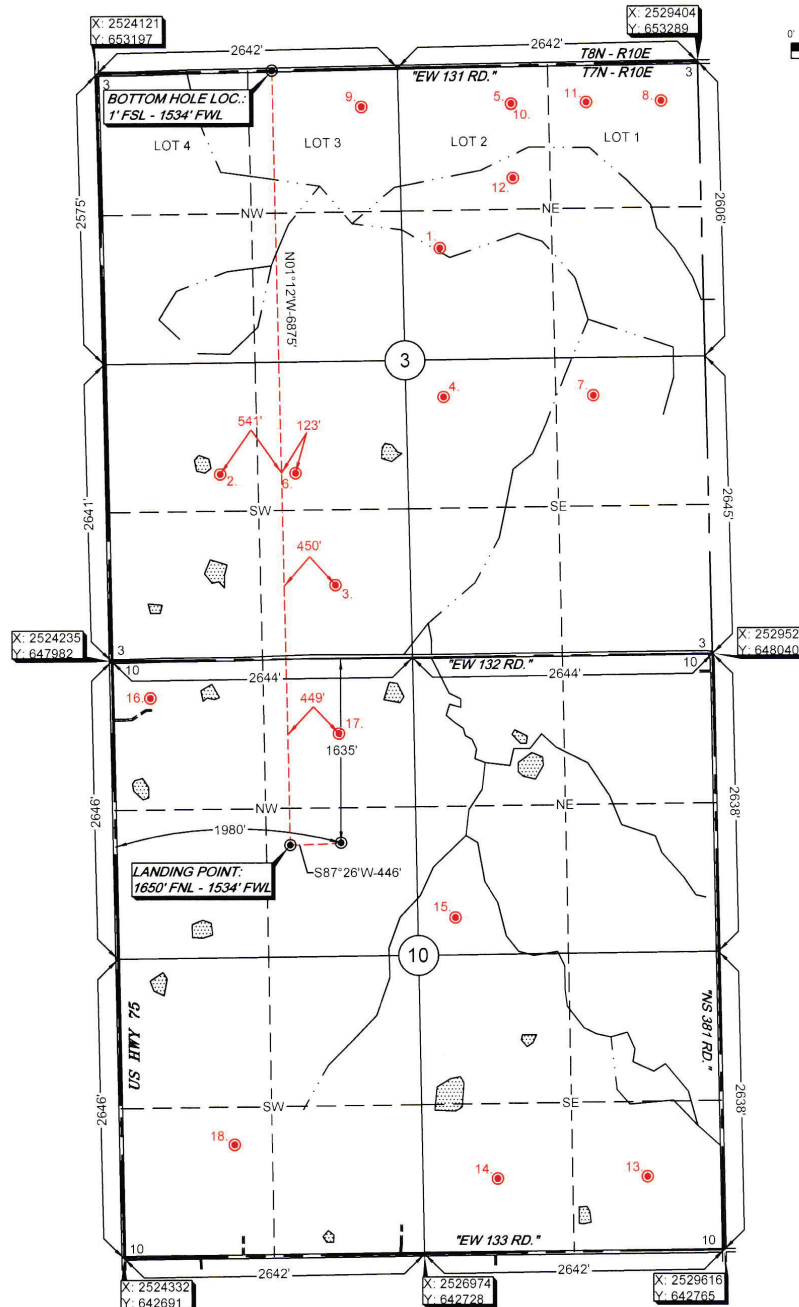 X: 2524121
Y: 653197
X: 2529404
Y: 653289
0'
2642'
2642'
T8N - R10E
"EW 131 RD."
T7N - R10E
3
3
BOTTOM HOLE LOC.:
1' FSL - 1534' FWL
9.
5.
10.
11.
8.
LOT 4
LOT 3
LOT 2
LOT 1
12.
2575'
NW
NE
2606'
1.
N01°12'W-6875'
3
4.
7.
541'
123'
2.
6.
2641'
SW
SE
2645'
450'
3.
X: 2524235
Y: 647982
3
3
X: 252952
Y: 648040
10
"EW 132 RD."
10
2644'
2644'
16.
449'
17.
1635'
2646'
NW
NE
2638'
1980'
LANDING POINT:
1650' FNL - 1534' FWL
S87°26'W-446'
15.
10
US HWY 75
"NS 381 RD."
2646'
SW
SE
2638'
18.
14.
13.
10
"EW 133 RD."
10
2642'
2642'
X: 2524332
Y: 642691
X: 2526974
Y: 642728
X: 2529616
Y: 642765